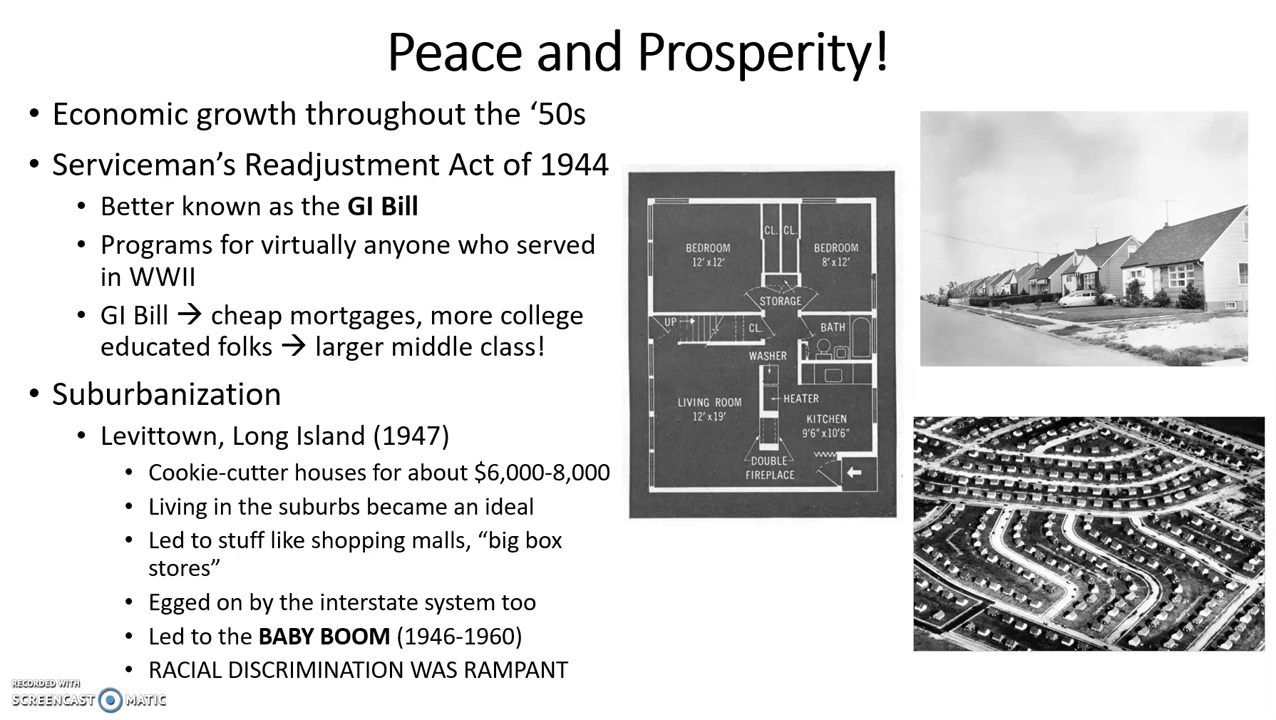 Peace and Prosperity!
• Economic growth throughout the ‘50s
• Serviceman’s Readjustment Act of 1944
• Better known as the GI Bill
• Programs for virtually anyone who served
in WWII
• GI Bill → cheap mortgages, more college
educated folks → larger middle class!
• Suburbanization
• Levittown, Long Island (1947)
• Cookie-cutter houses for about $6,000-8,000
• Living in the suburbs became an ideal
• Led to stuff like shopping malls, “big box
stores”
• Egged on by the interstate system too
• Led to the BABY BOOM (1946-1960)
• RACIAL DISCRIMINATION WAS RAMPANT
CL. CL.
BEDROOM
12' x 12'
BEDROOM
8' x 12'
STORAGE
UP
CL.
BATH
WASHER
HEATER
LIVING ROOM
12' x 19'
KITCHEN
9'6" x 10'6"
DOUBLE
FIREPLACE
RECORDED WITH
SCREENCAST MATIC